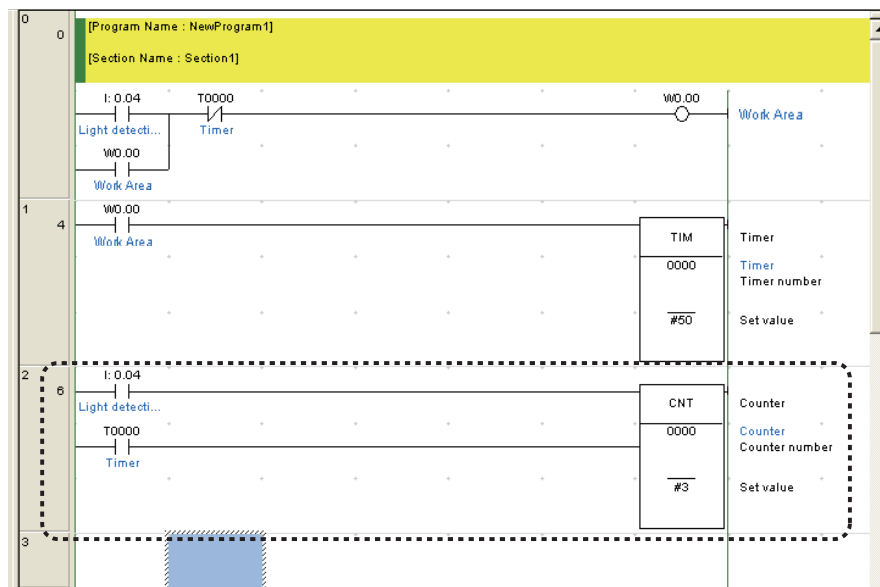 0
0
[Program Name : NewProgram1]
[Section Name : Section1]
I: 0.04
T0000
W0.00
Light detecti...
Timer
Work Area
W0.00
Work Area
1
4
W0.00
Work Area
TIM
Timer
0000
Timer
Timer number
#50
Set value
2
6
I: 0.04
Light detecti...
CNT
Counter
T0000
0000
Counter
Timer
Counter number
#3
Set value
3